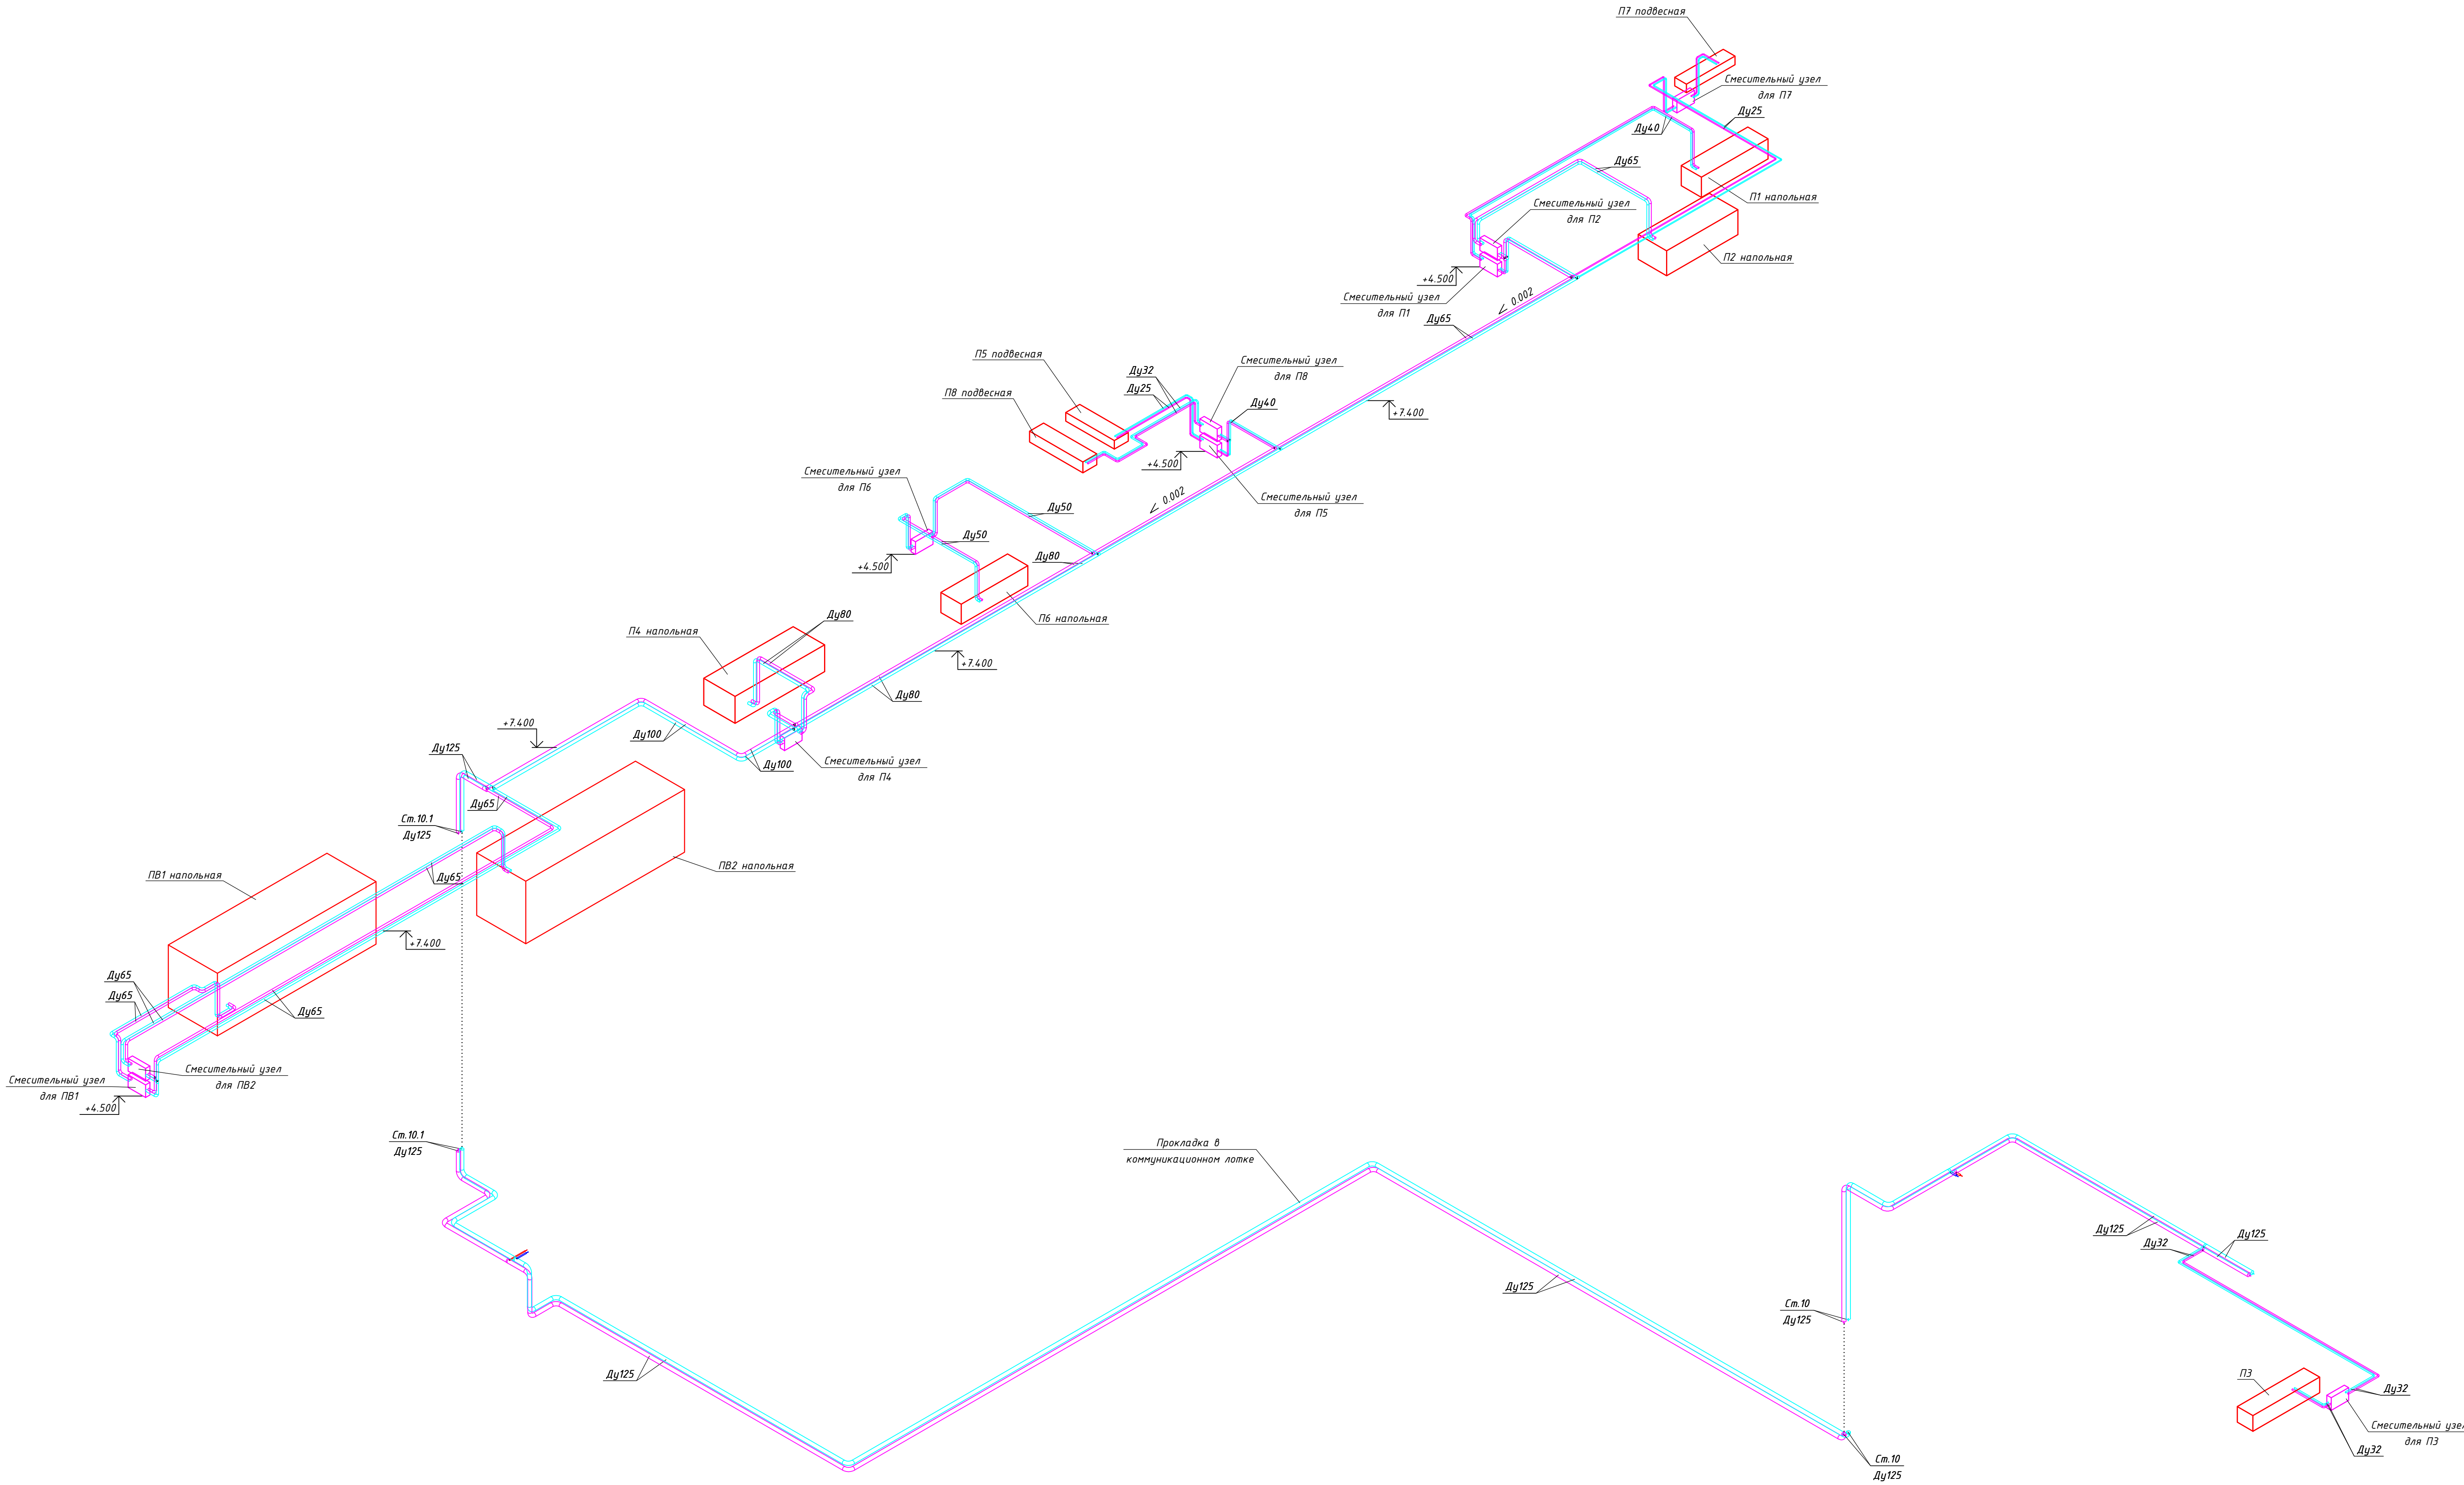 П7 подвесная
Смесительный узел
для П7
Ду25
Ду40
Ду65
П1 напольная
Смесительный узел
для П2
П2 напольная
+4.500
Смесительный узел
для П1
0.002
Ду65
П5 подвесная
Смесительный узел
для П8
Ду32
Ду25
П8 подвесная
Ду40
+7.400
+4.500
Смесительный узел
для П6
0.002
Смесительный узел
для П5
Ду50
Ду50
+4.500
Ду80
П6 напольная
Ду80
П4 напольная
+7.400
Ду80
+7.400
Ду100
Ду125
Смесительный узел
для П4
Ду100
Ду65
Ст.10.1
Ду125
ПВ2 напольная
ПВ1 напольная
Ду65
+7.400
Ду65
Ду65
Ду65
Смесительный узел
для ПВ2
Смесительный узел
для ПВ1
+4.500
Ст.10.1
Ду125
Прокладка в
коммуникационном лотке
Ду125
Ду32
Ду125
Ду125
Ст.10
Ду125
Ду125
П3
Ду32
Смесительный узел
для П3
Ду32
Ст.10
Ду125